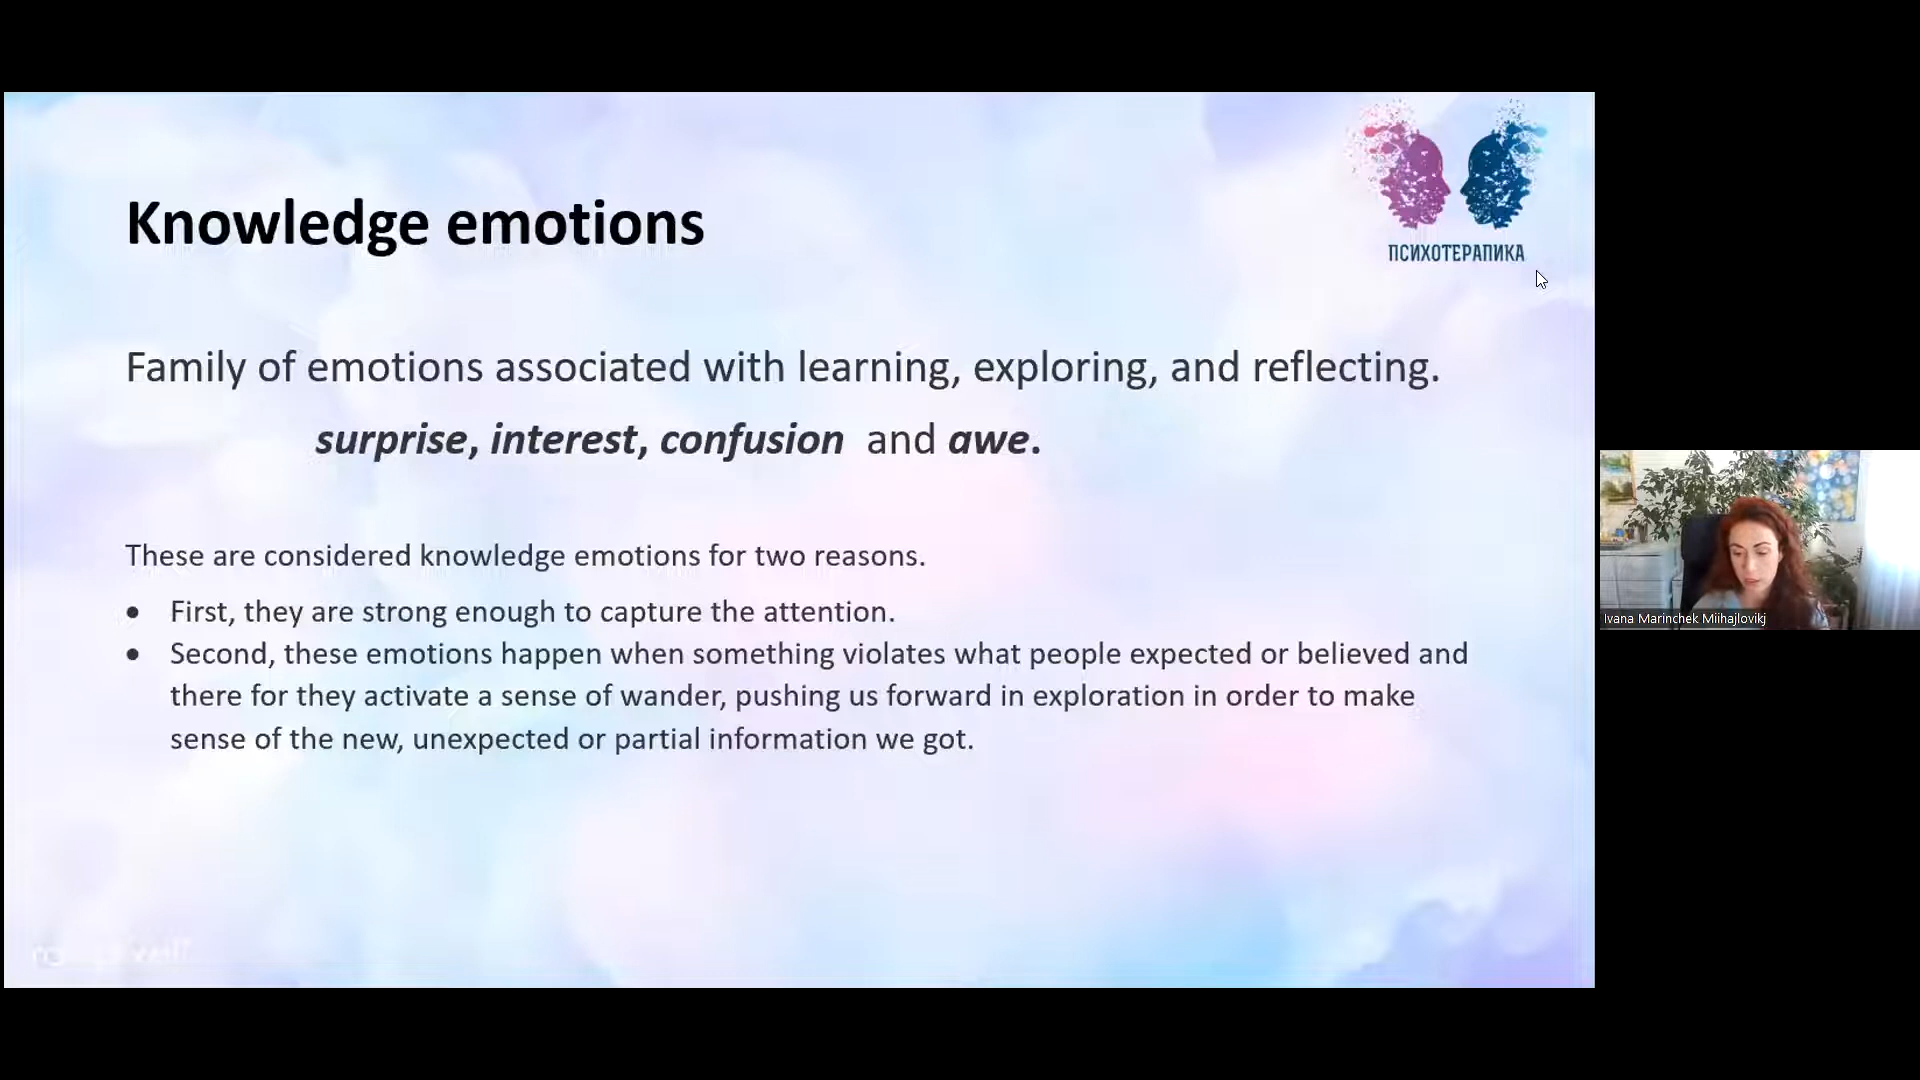 ПСИХОТЕРАПИКА
Knowledge emotions
Family of emotions associated with learning, exploring, and reflecting.
surprise, interest, confusion and awe.
These are considered knowledge emotions for two reasons.
• First, they are strong enough to capture the attention.
• Second, these emotions happen when something violates what people expected or believed and
there for they activate a sense of wander, pushing us forward in exploration in order to make
sense of the new, unexpected or partial information we got.
Ivana Marinchek Miihajlovikj